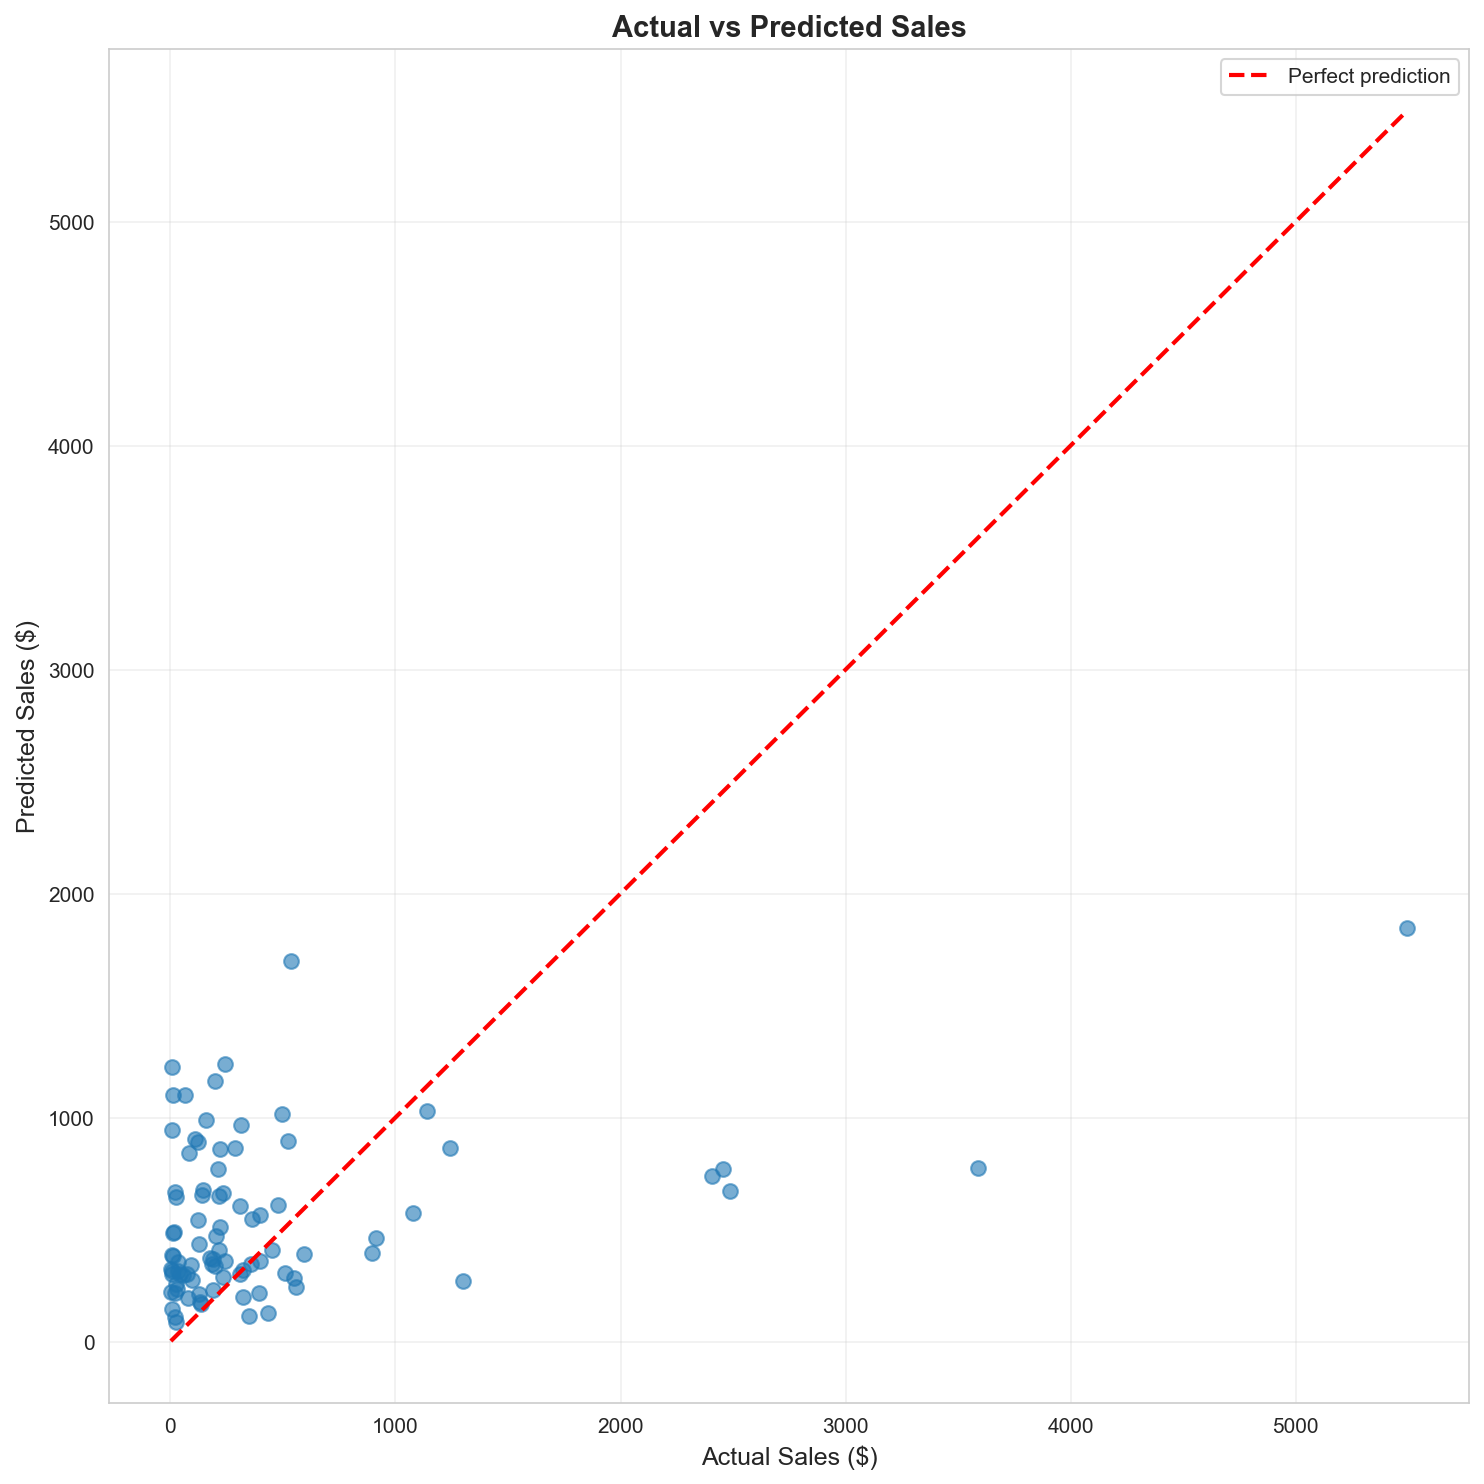 Actual vs Predicted Sales
Perfect prediction
5000
4000
3000
2000
1000
0
Predicted Sales ($)
0 1000 2000 3000 4000 5000
Actual Sales ($)